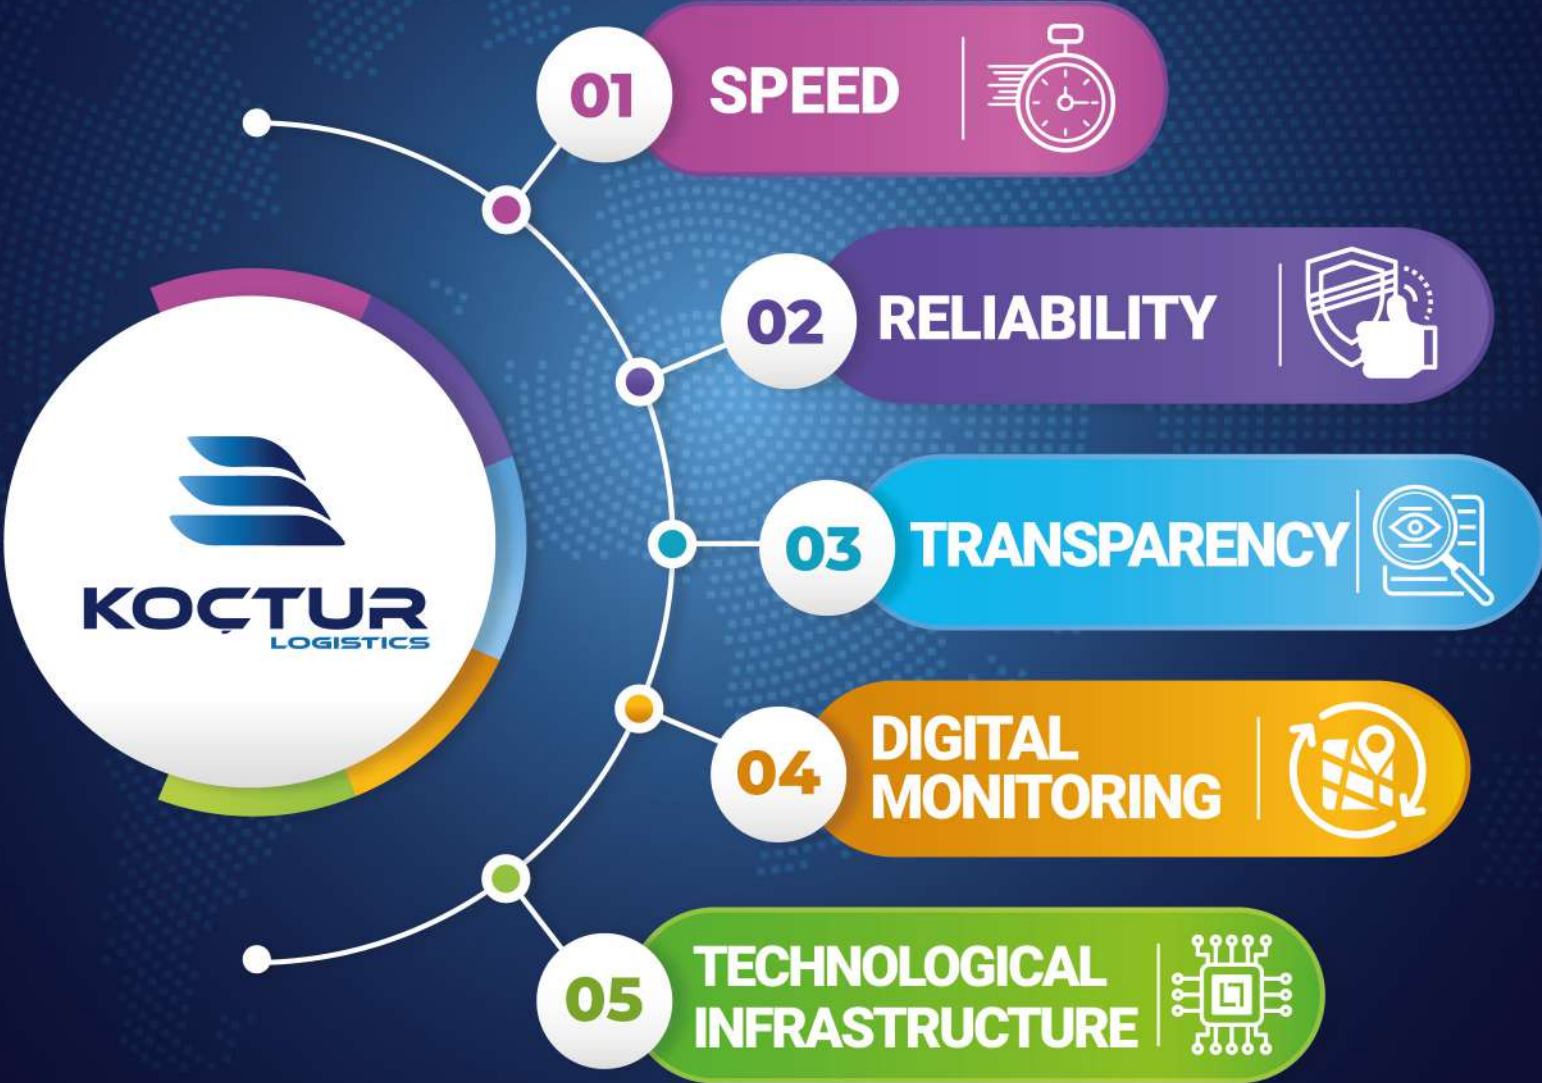 01
SPEED
02
RELIABILITY
KOÇTUR
LOGISTICS
03
TRANSPARENCY
04
DIGITAL
MONITORING
05
TECHNOLOGICAL
INFRASTRUCTURE